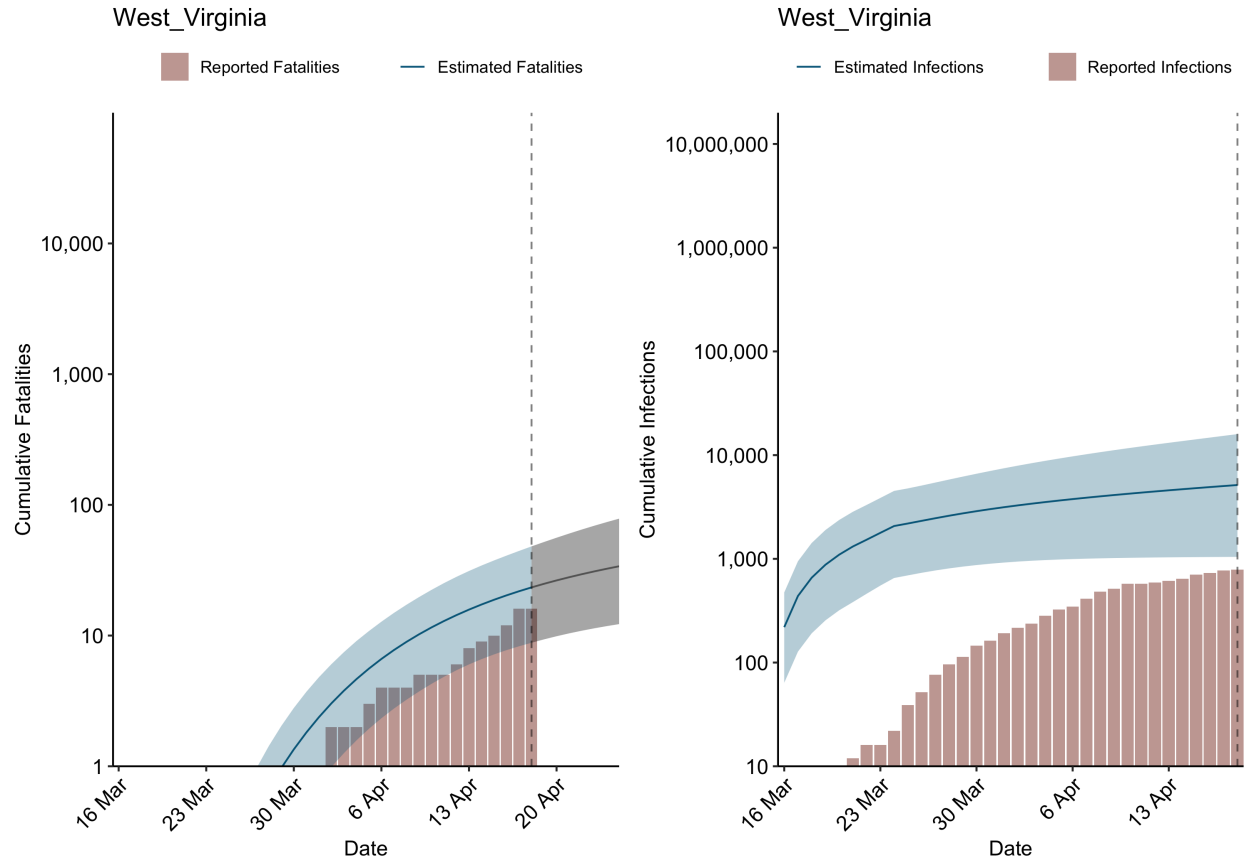 West_Virginia
Reported Fatalities
Estimated Fatalities
Cumulative Fatalities
10,000
1,000
100
10
1
16 Mar
23 Mar
30 Mar
6 Apr
13 Apr
20 Apr
Date
West_Virginia
Estimated Infections
Reported Infections
Cumulative Infections
10,000,000
1,000,000
100,000
10,000
1,000
100
10
16 Mar
23 Mar
30 Mar
6 Apr
13 Apr
Date